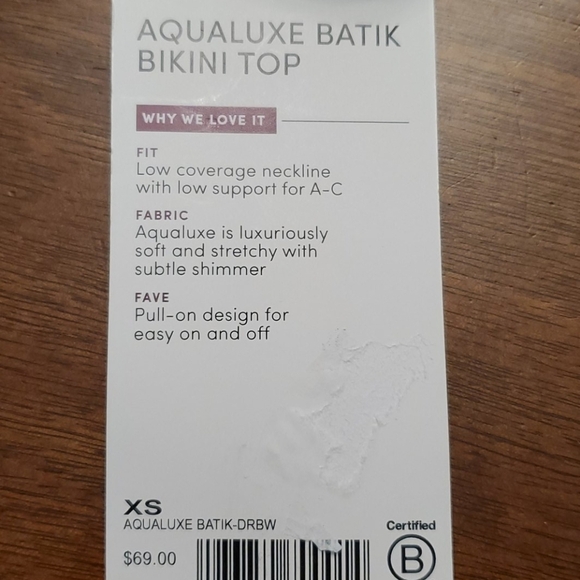 AQUALUXE BATIK
BIKINI TOP
WHY WE LOVE IT
FIT
Low coverage neckline
with low support for A-C
FABRIC
Aqualuxe is luxuriously
soft and stretchy with
subtle shimmer
FAVE
Pull-on design for
easy on and off
XS
AQUALUXE BATIK-DRBW
$69.00
Certified
B